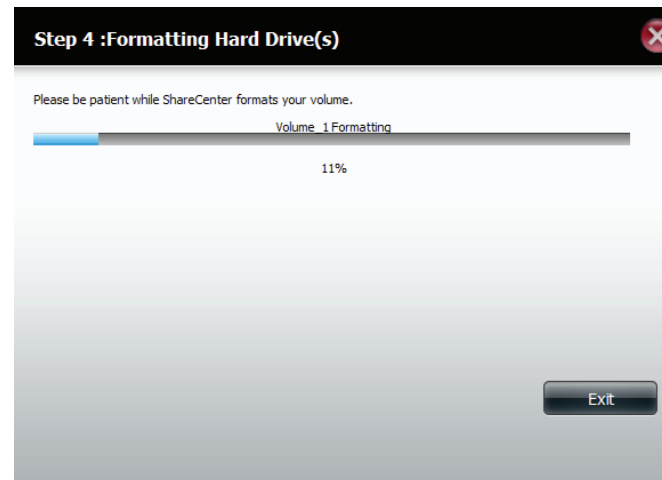 Step 4 :Formatting Hard Drive(s)
Please be patient while ShareCenter formats your volume.
Volume_1 Formatting
11%
Exit